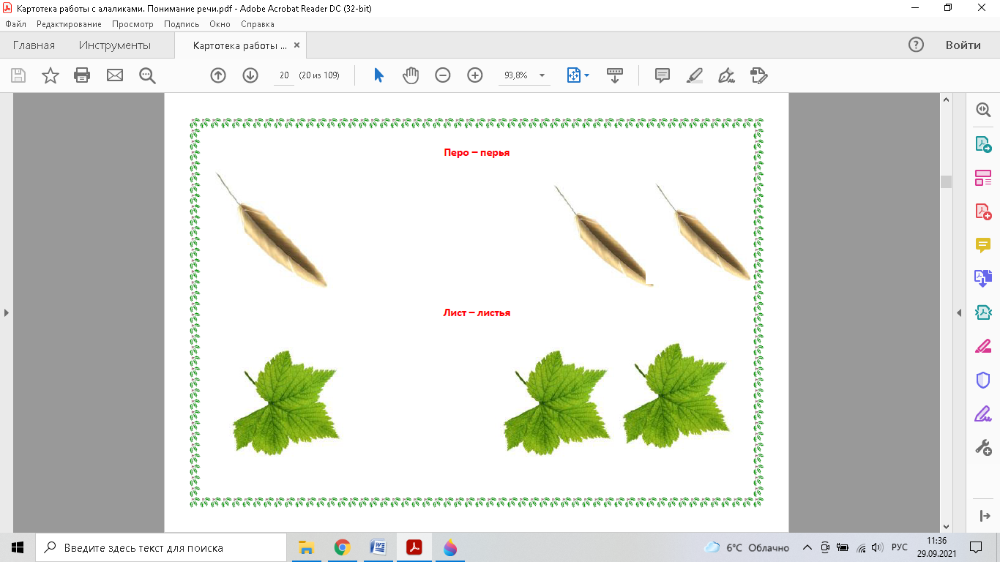 Картотека работы с алаликами. Понимание речи.pdf - Adobe Acrobat Reader DC (32-bit)
Файл Редактирование Просмотр Подпись Окно Справка
Главная Инструменты Картотека работы ... × Войти
20 (20 из 109) 93,8%
Перо – перья
Лист – листья
Введите здесь текст для поиска
6°C Облачно РУС 11:36
29.09.2021